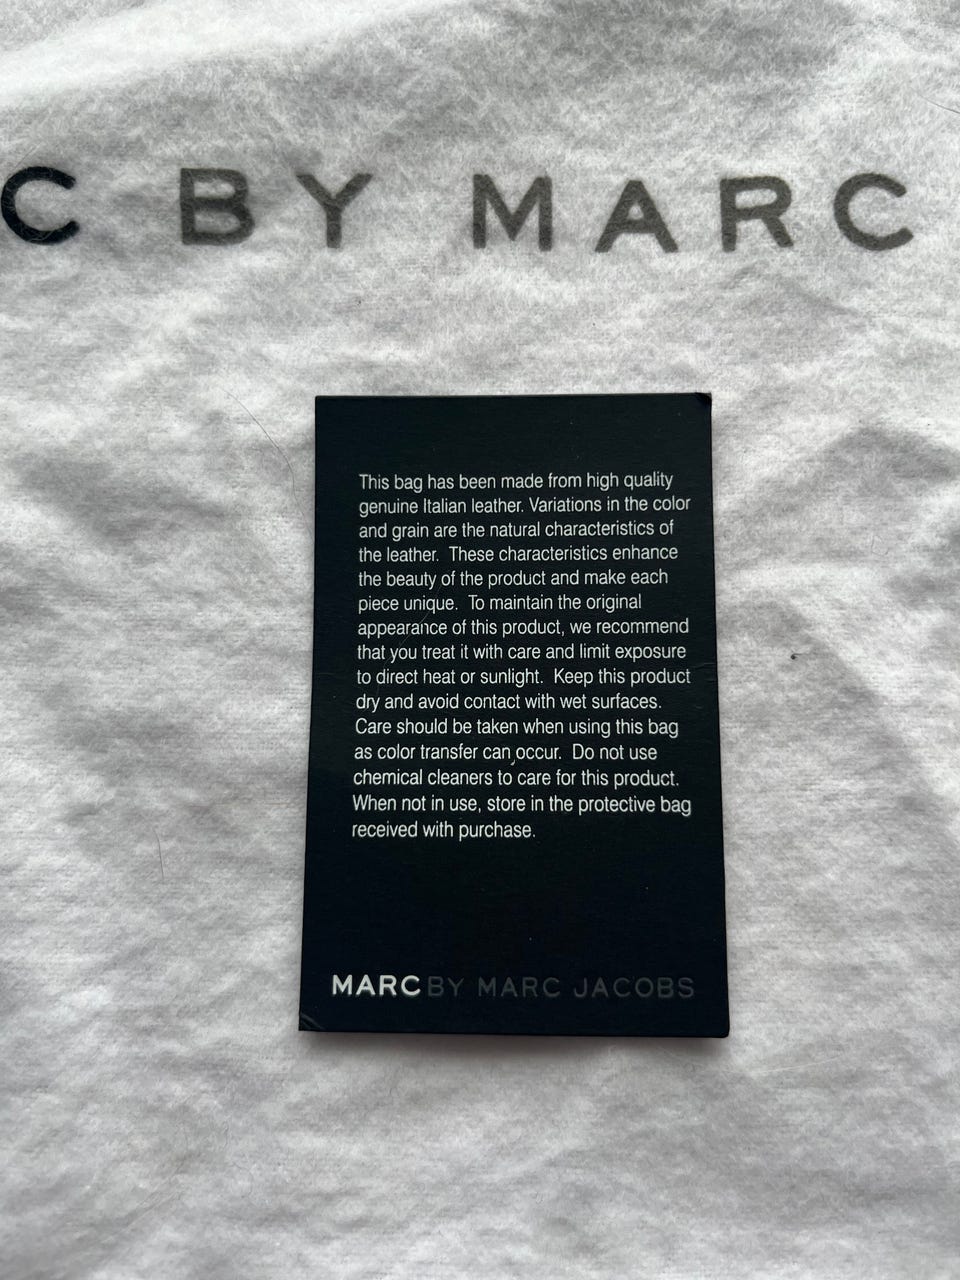 C BY MARC
This bag has been made from high quality
genuine Italian leather. Variations in the color
and grain are the natural characteristics of
the leather.  These characteristics enhance
the beauty of the product and make each
piece unique.  To maintain the original
appearance of this product, we recommend
that you treat it with care and limit exposure
to direct heat or sunlight.  Keep this product
dry and avoid contact with wet surfaces.
Care should be taken when using this bag
as color transfer can occur.  Do not use
chemical cleaners to care for this product.
When not in use, store in the protective bag
received with purchase.
MARC BY MARC JACOBS